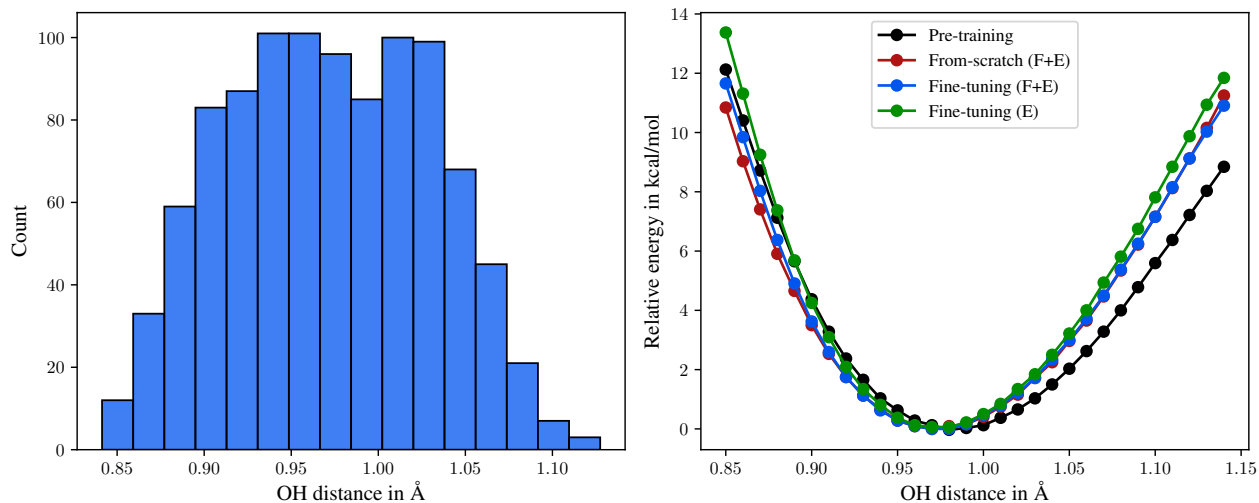 Count
100
80
60
40
20
0
0.85 0.90 0.95 1.00 1.05 1.10
OH distance in Å
Relative energy in kcal/mol
14
12
10
8
6
4
2
0
Pre-training
From-scratch (F+E)
Fine-tuning (F+E)
Fine-tuning (E)
0.85 0.90 0.95 1.00 1.05 1.10 1.15
OH distance in Å